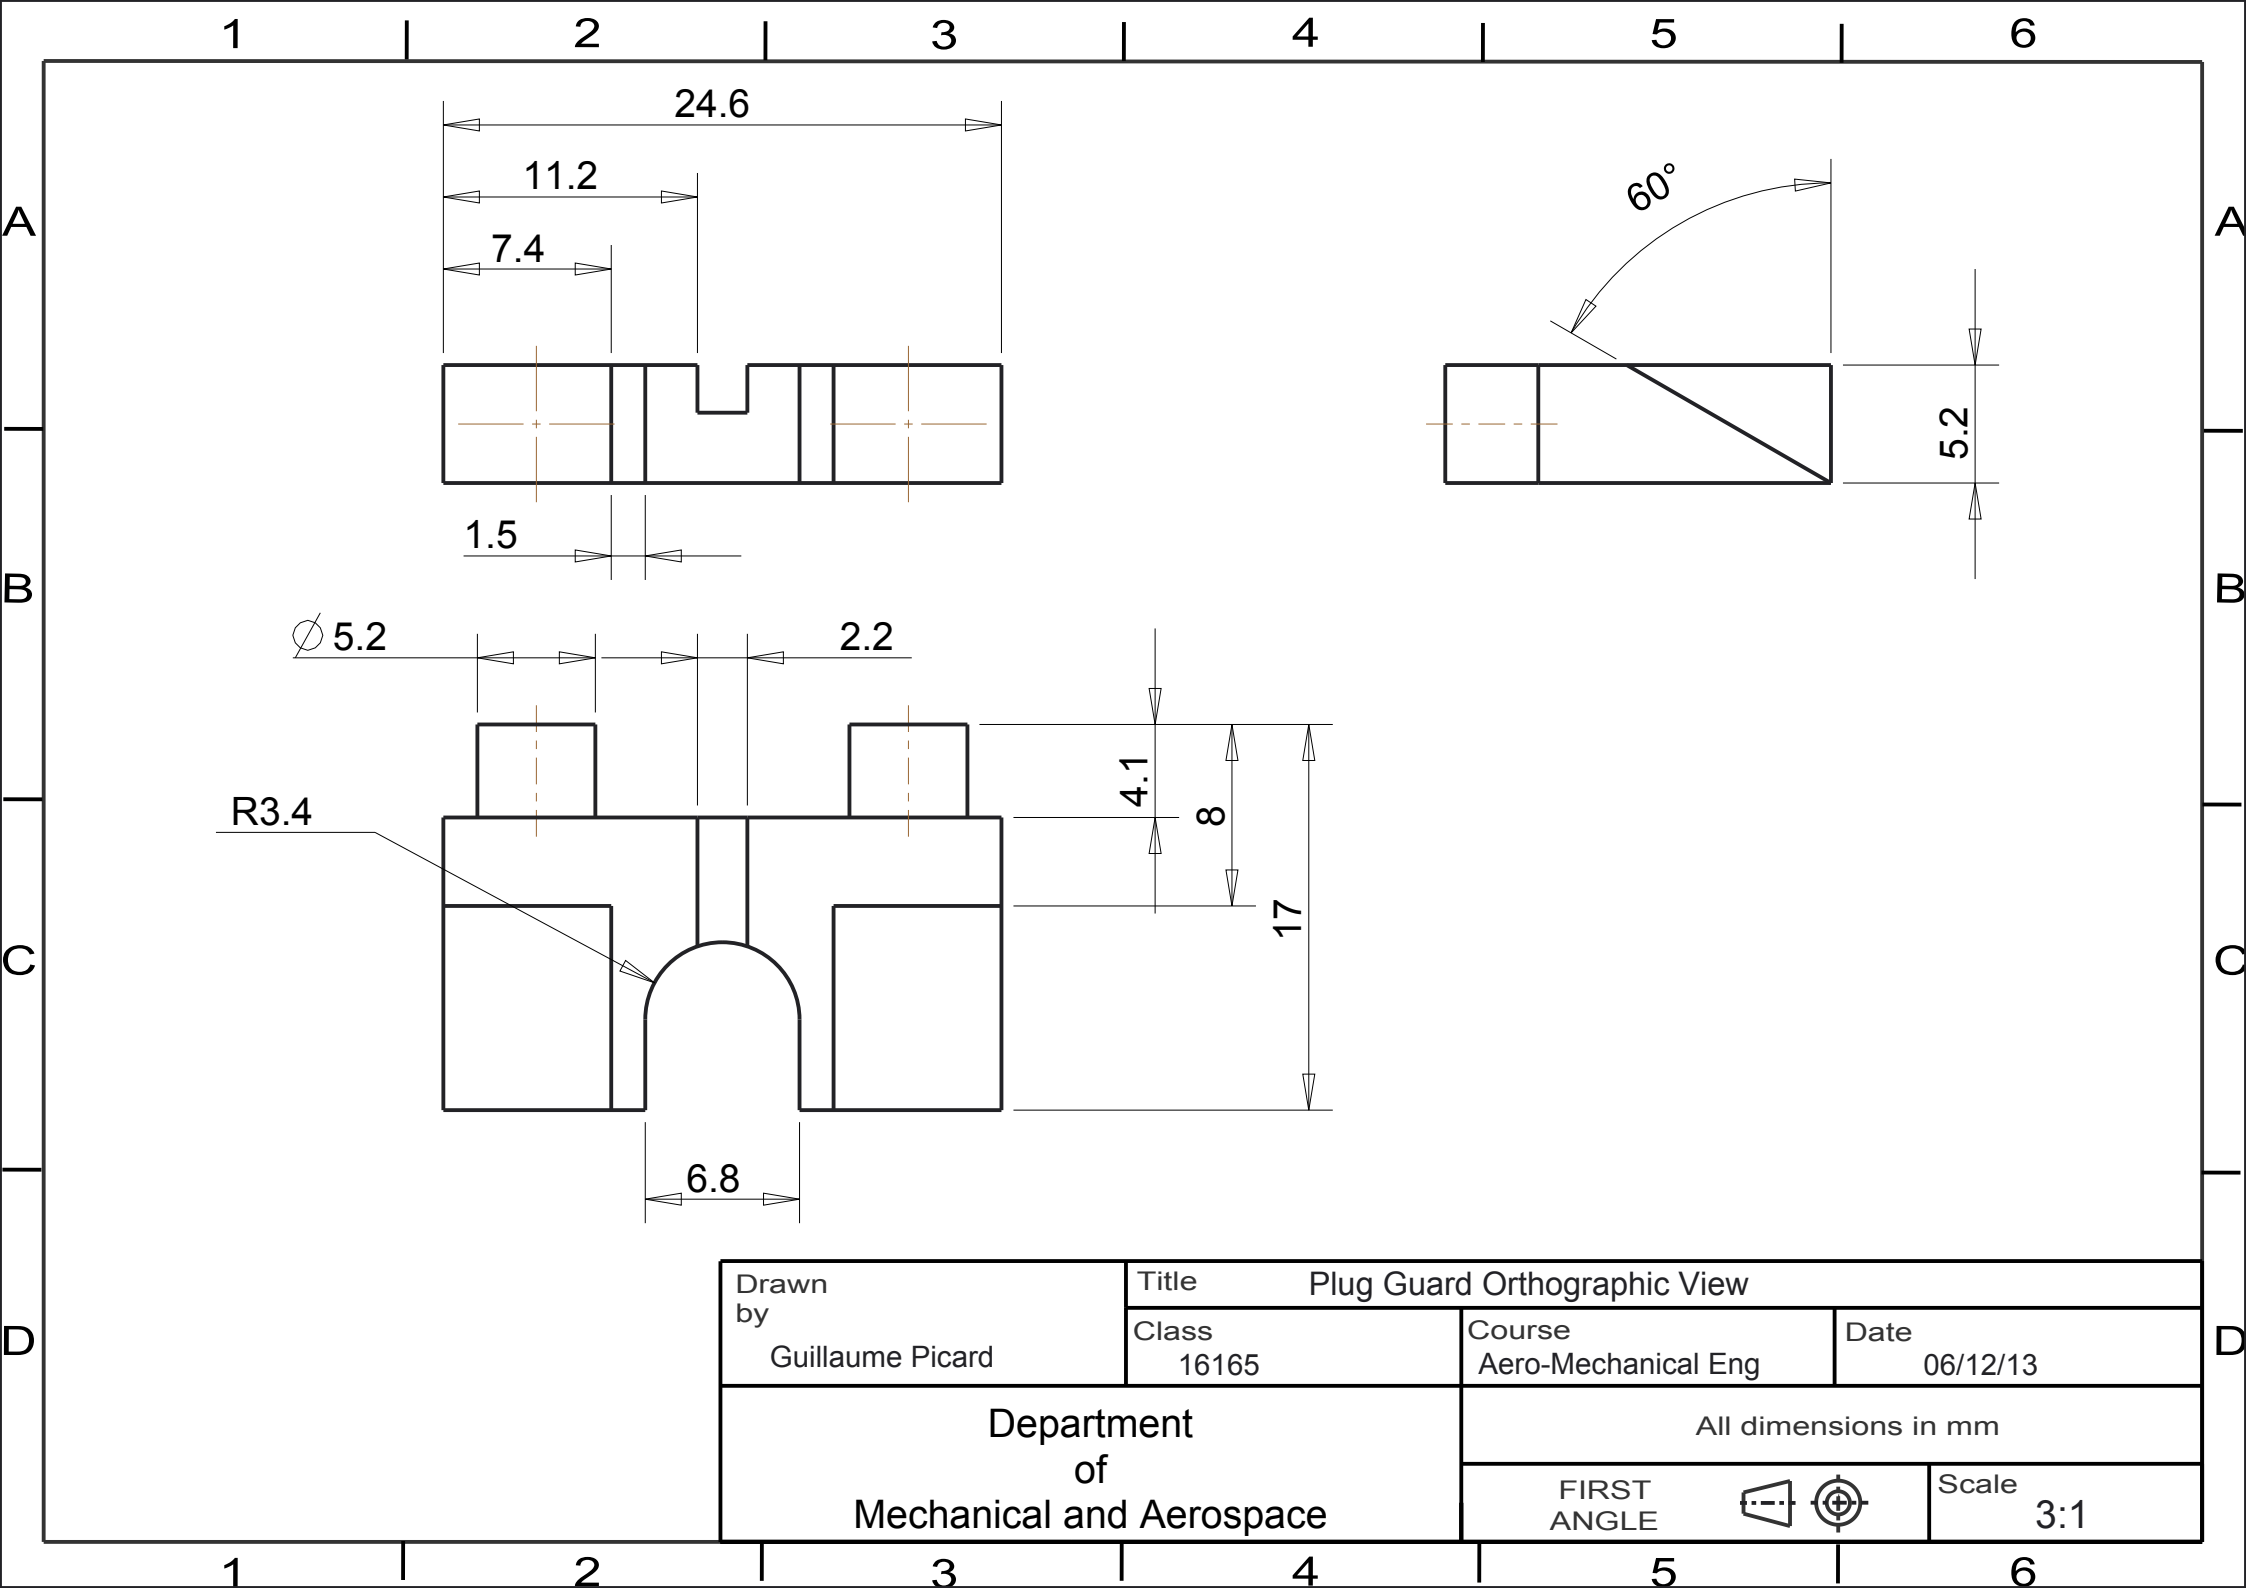 1 2 3 4 5 6
24.6
11.2
60°
A A
7.4
5.2
1.5
B B
⌀ 5.2 2.2
4.1
R3.4
8
17
C C
6.8
Drawn
by
Guillaume Picard
Title Plug Guard Orthographic View
Class
16165
Course
Aero-Mechanical Eng
Date
06/12/13
D D
Department
of
Mechanical and Aerospace
All dimensions in mm
FIRST
ANGLE
Scale
3:1
1 2 3 4 5 6